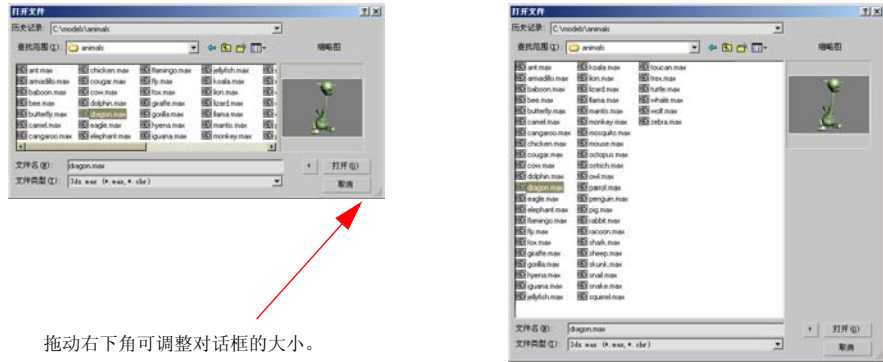 打开文件
历史记录: C:\models\animals
查找范围(I): animals
缩略图
ant.max chicken.max flamingo.max jellyfish.max
armadillo.max cougar.max fly.max koala.max
baboon.max cow.max fox.max lion.max
bee.max dolphin.max giraffe.max lizard.max
butterfly.max dragon.max gorilla.max llama.max
camel.max eagle.max hyena.max mantis.max
cangaroo.max elephant.max iguana.max monkey.max
文件名(N): dragon.max + 打开(O)
文件类型(T): 3ds max (*.max,*.chr) 取消
拖动右下角可调整对话框的大小。
打开文件
历史记录: C:\models\animals
查找范围(I): animals
缩略图
ant.max koala.max toucan.max
armadillo.max lion.max trex.max
baboon.max lizard.max turtle.max
bee.max llama.max whale.max
butterfly.max mantis.max wolf.max
camel.max monkey.max zebra.max
cangaroo.max mosquito.max
chicken.max mouse.max
cougar.max octopus.max
cow.max ostrich.max
dolphin.max owl.max
dragon.max parrot.max
eagle.max penguin.max
elephant.max pig.max
flamingo.max rabbit.max
fly.max racoon.max
fox.max shark.max
giraffe.max sheep.max
gorilla.max skunk.max
hyena.max snail.max
iguana.max snake.max
jellyfish.max squirrel.max
文件名(N): dragon.max + 打开(O)
文件类型(T): 3ds max (*.max,*.chr) 取消